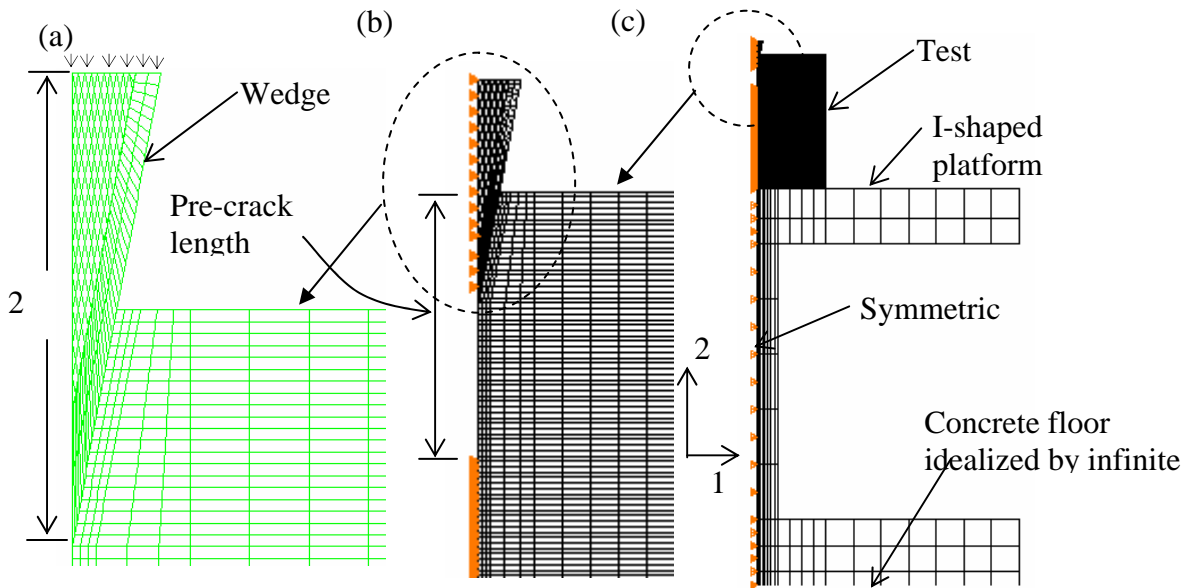 (a)
Wedge
2
(b)
Pre-crack
length
(c)
Test
I-shaped
platform
Symmetric
2
1
Concrete floor
idealized by infinite